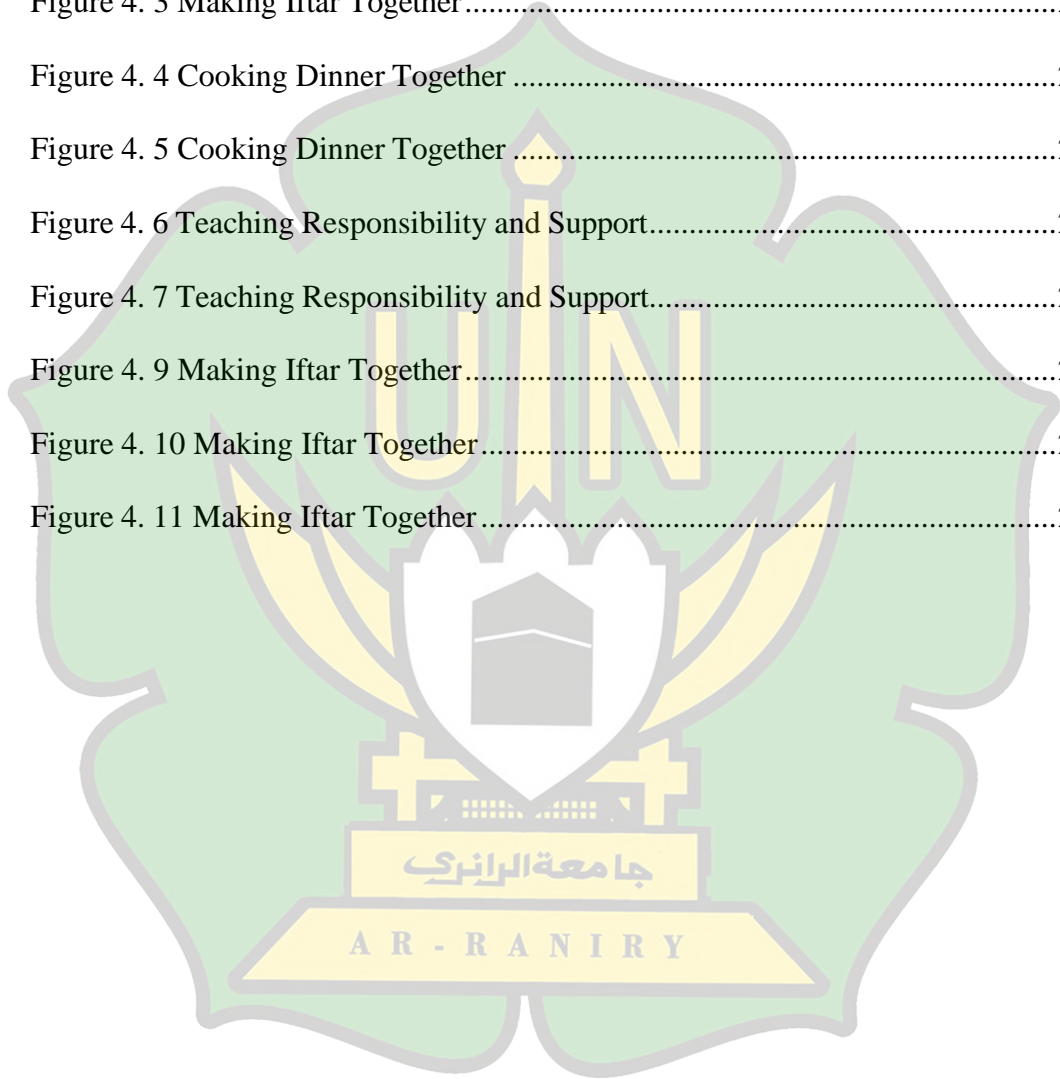 Figure 4. 3 Making Iftar Together
Figure 4. 4 Cooking Dinner Together
Figure 4. 5 Cooking Dinner Together
Figure 4. 6 Teaching Responsibility and Support
Figure 4. 7 Teaching Responsibility and Support
Figure 4. 9 Making Iftar Together
Figure 4. 10 Making Iftar Together
Figure 4. 11 Making Iftar Together
UIN
جامعة الرانري
AR-RANIRY